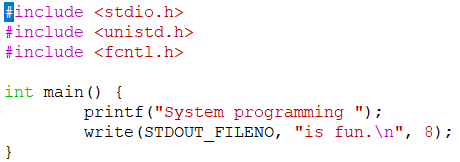 #include <stdio.h>
#include <unistd.h>
#include <fcntl.h>

int main() {
        printf("System programming ");
        write(STDOUT_FILENO, "is fun.\n", 8);
}